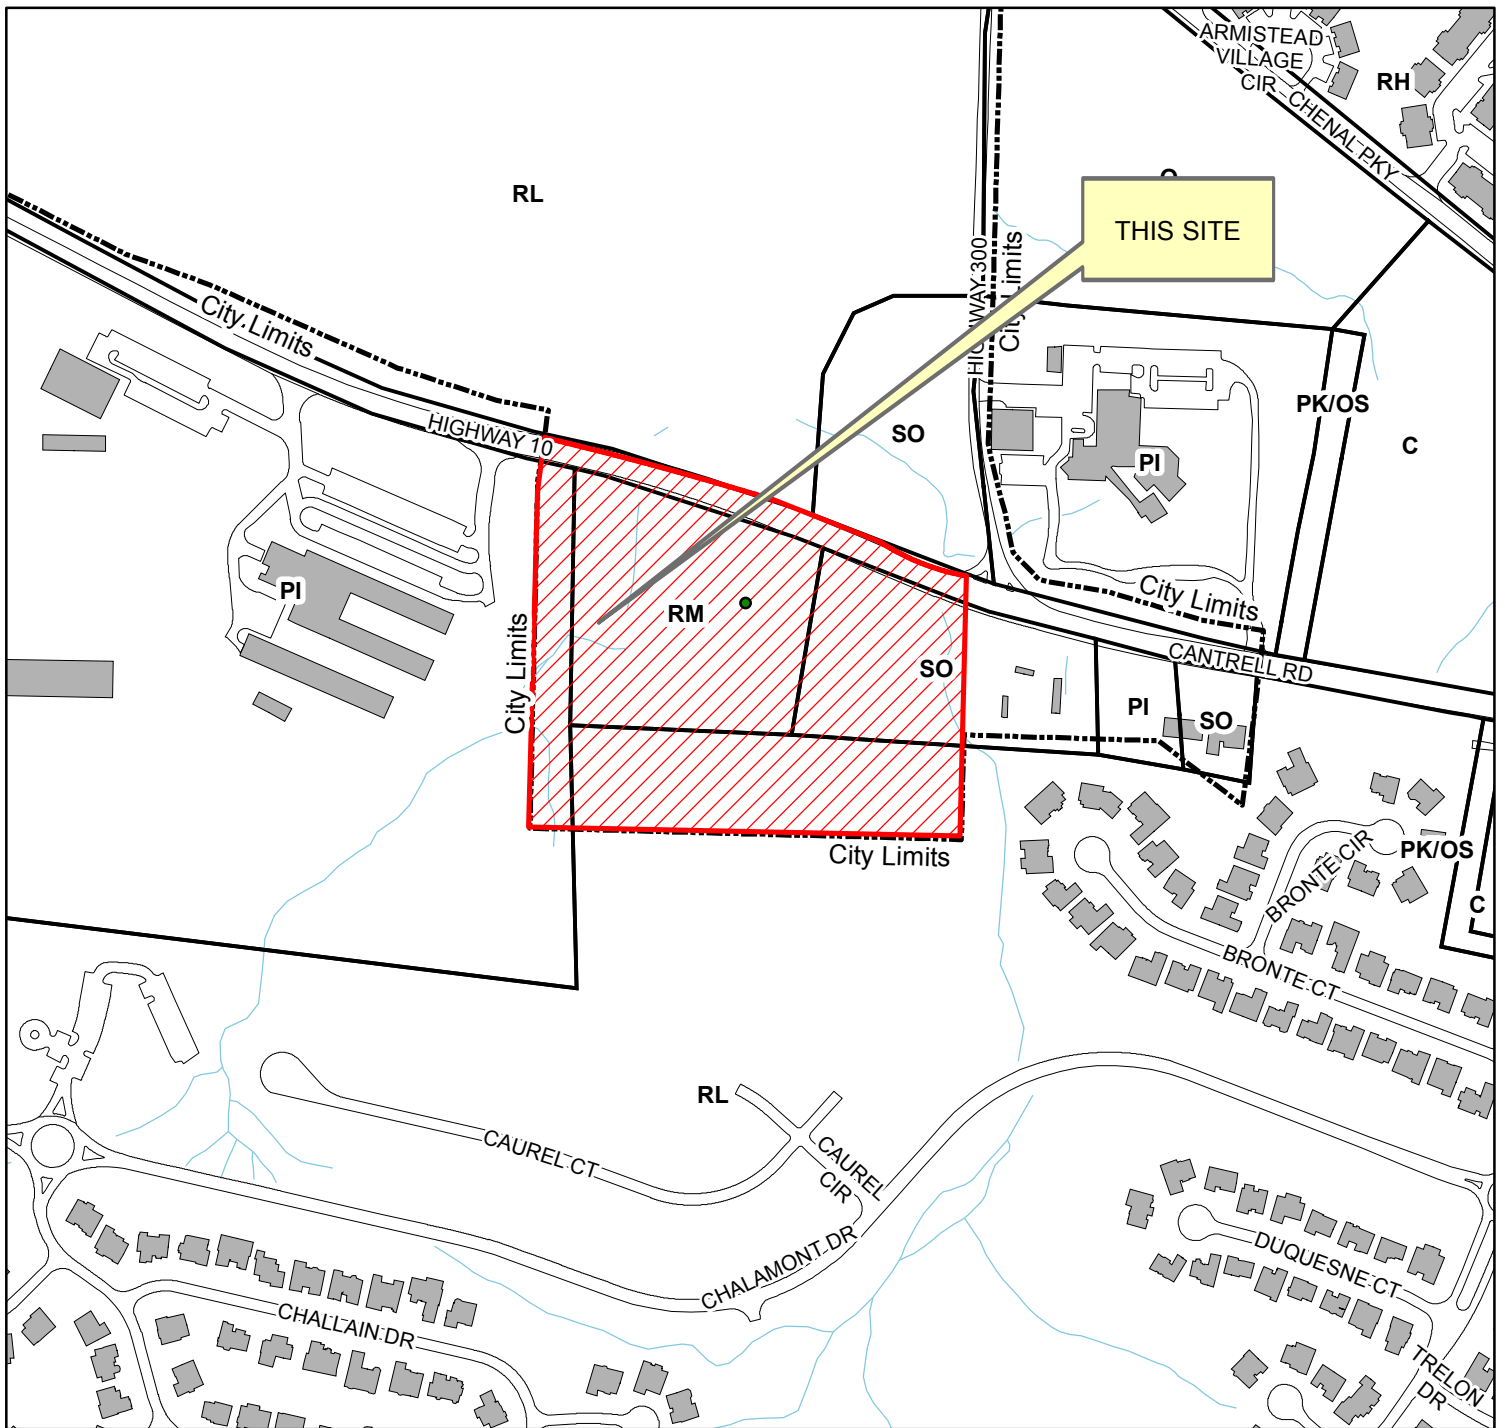 ARMISTEAD
VILLAGE
CIR
RH
CHENAL PKY
RL
O
THIS SITE
HIGHWAY 300
City Limits
City Limits
PK/OS
HIGHWAY 10
SO
C
PI
PI
City Limits
RM
City Limits
SO
CANTRELL RD
PI
SO
City Limits
BRONTE CIR
PK/OS
C
BRONTE CT
RL
CAUREL CT
CAUREL
CIR
CHALAMONT DR
DUQUESNE CT
CHALLAIN DR
TRELON
DR